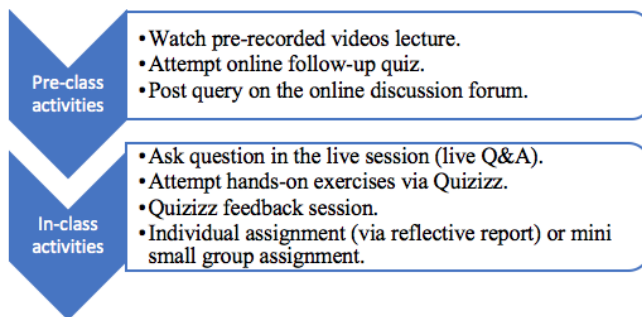 Pre-class
activities
•Watch pre-recorded videos lecture.
•Attempt online follow-up quiz.
•Post query on the online discussion forum.
In-class
activities
•Ask question in the live session (live Q&A).
•Attempt hands-on exercises via Quizizz.
•Quizizz feedback session.
•Individual assignment (via reflective report) or mini
small group assignment.